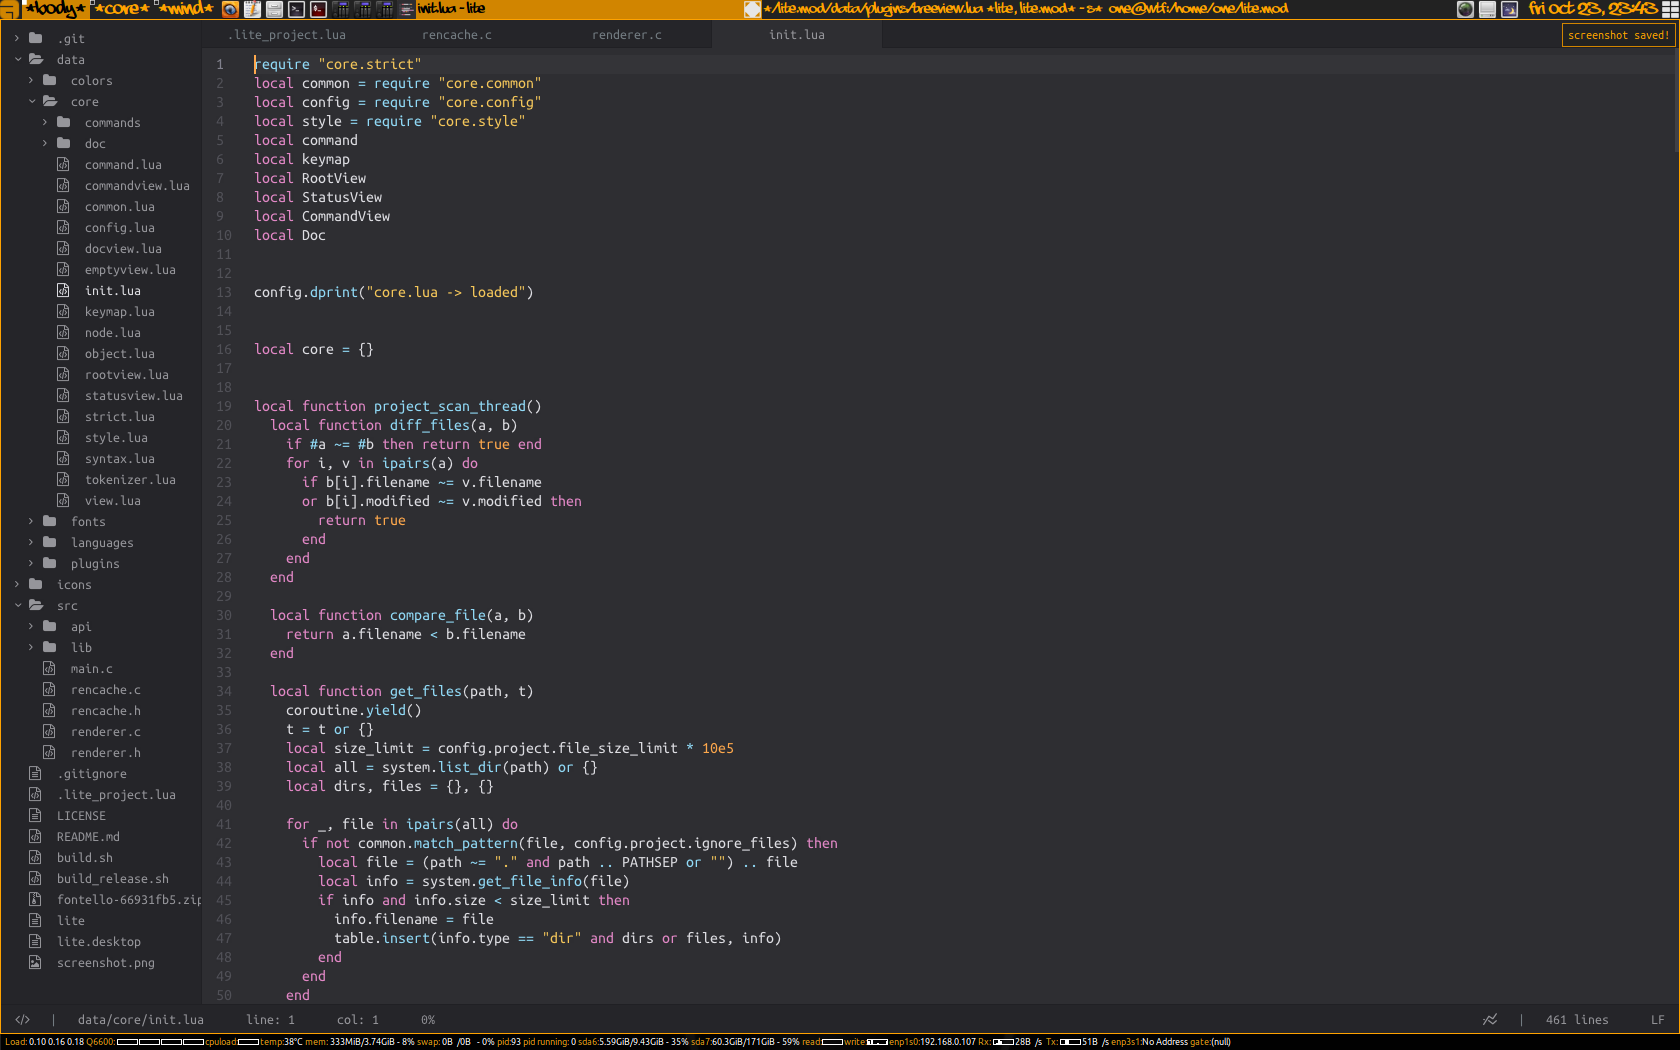 *body* *core* *mind* init.lua - lite */lite.mod/data/plugins/treeview.lua *lite, lite.mod* - s* one@wtf:/home/one/lite.mod fri oct 23, 23:43
screenshot saved!
.lite_project.lua rencache.c renderer.c init.lua
.git
data
colors
core
commands
doc
command.lua
commandview.lua
common.lua
config.lua
docview.lua
emptyview.lua
init.lua
keymap.lua
node.lua
object.lua
rootview.lua
statusview.lua
strict.lua
style.lua
syntax.lua
tokenizer.lua
view.lua
fonts
languages
plugins
icons
src
api
lib
main.c
rencache.c
rencache.h
renderer.c
renderer.h
.gitignore
.lite_project.lua
LICENSE
README.md
build.sh
build_release.sh
fontello-66931fb5.zip
lite
lite.desktop
screenshot.png
1 require "core.strict"
2 local common = require "core.common"
3 local config = require "core.config"
4 local style = require "core.style"
5 local command
6 local keymap
7 local RootView
8 local StatusView
9 local CommandView
10 local Doc
11
12
13 config.dprint("core.lua -> loaded")
14
15
16 local core = {}
17
18
19 local function project_scan_thread()
20 local function diff_files(a, b)
21 if #a ~= #b then return true end
22 for i, v in ipairs(a) do
23 if b[i].filename ~= v.filename
24 or b[i].modified ~= v.modified then
25 return true
26 end
27 end
28 end
29
30 local function compare_file(a, b)
31 return a.filename < b.filename
32 end
33
34 local function get_files(path, t)
35 coroutine.yield()
36 t = t or {}
37 local size_limit = config.project.file_size_limit * 10e5
38 local all = system.list_dir(path) or {}
39 local dirs, files = {}, {}
40
41 for _, file in ipairs(all) do
42 if not common.match_pattern(file, config.project.ignore_files) then
43 local file = (path ~= "." and path .. PATHSEP or "") .. file
44 local info = system.get_file_info(file)
45 if info and info.size < size_limit then
46 info.filename = file
47 table.insert(info.type == "dir" and dirs or files, info)
48 end
49 end
50 end
</> | data/core/init.lua line: 1 col: 1 0% | 461 lines LF
Load: 0.10 0.16 0.18 Q6600: cpuload: temp:38°C mem: 333MiB/3.74GiB - 8% swap: 0B /0B - 0% pid:93 pid running: 0 sda6:5.59GiB/9.43GiB - 35% sda7:60.3GiB/171GiB - 59% read write: enp1s0:192.168.0.107 Rx: 28B /s Tx: 51B /s enp3s1:No Address gate:(null)